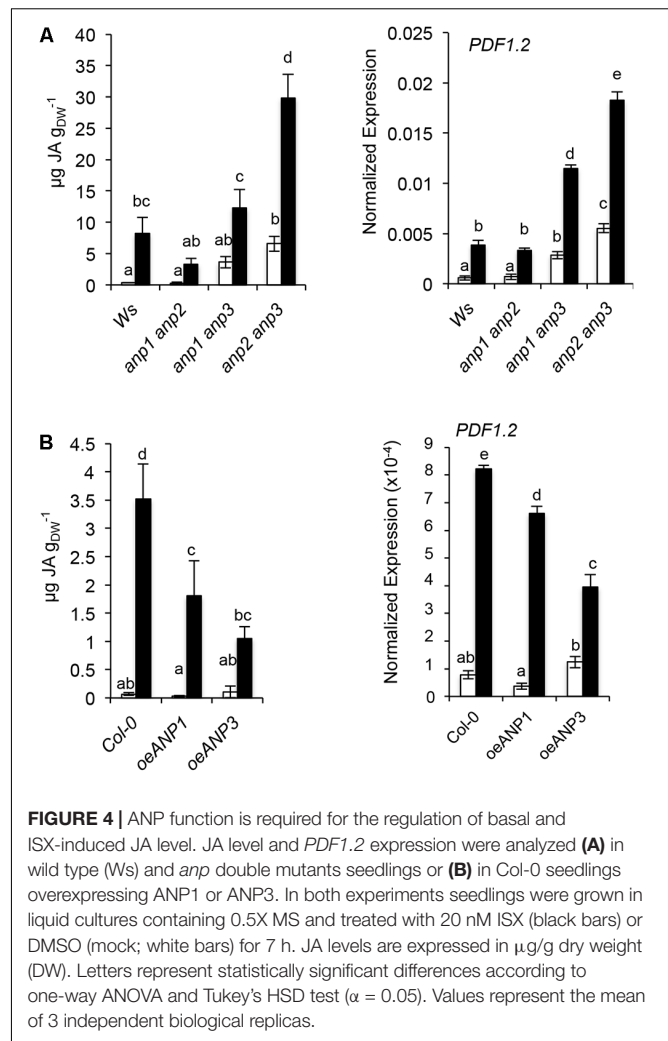 A
µg JA g_DW⁻¹
40
35
30
25
20
15
10
5
0
a
bc
a
ab
ab
c
b
d
Ws
anp1 anp2
anp1 anp3
anp2 anp3
PDF1.2
Normalized Expression
0.025
0.02
0.015
0.01
0.005
0
a
b
a
b
b
d
c
e
Ws
anp1 anp2
anp1 anp3
anp2 anp3
B
µg JA g_DW⁻¹
4.5
4
3.5
3
2.5
2
1.5
1
0.5
0
ab
d
a
c
ab
bc
Col-0
oeANP1
oeANP3
PDF1.2
Normalized Expression (x10⁻⁴)
9
8
7
6
5
4
3
2
1
0
ab
e
a
d
b
c
Col-0
oeANP1
oeANP3
FIGURE 4 | ANP function is required for the regulation of basal and
ISX-induced JA level. JA level and PDF1.2 expression were analyzed (A) in
wild type (Ws) and anp double mutants seedlings or (B) in Col-0 seedlings
overexpressing ANP1 or ANP3. In both experiments seedlings were grown in
liquid cultures containing 0.5X MS and treated with 20 nM ISX (black bars) or
DMSO (mock; white bars) for 7 h. JA levels are expressed in µg/g dry weight
(DW). Letters represent statistically significant differences according to
one-way ANOVA and Tukey's HSD test (α = 0.05). Values represent the mean
of 3 independent biological replicas.